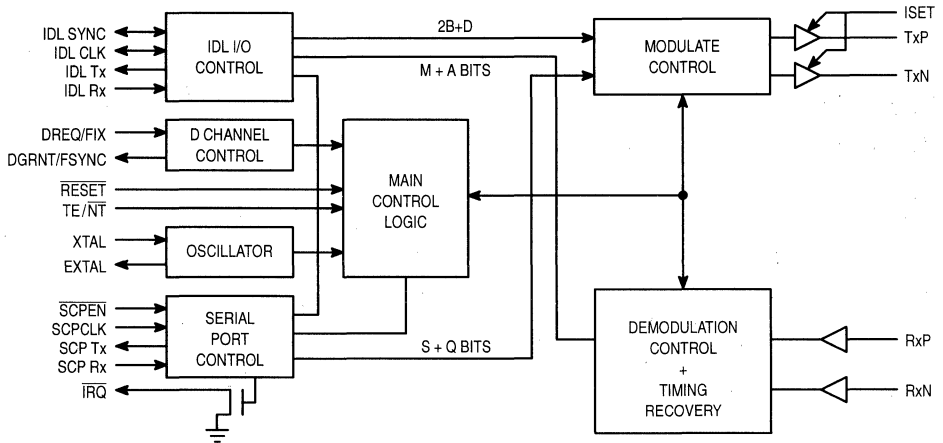 IDL SYNC
IDL CLK
IDL Tx
IDL Rx
IDL I/O
CONTROL
2B+D
M + A BITS
MODULATE
CONTROL
ISET
TxP
TxN
DREQ/FIX
DGRNT/FSYNC
D CHANNEL
CONTROL
RESET
TE/NT
MAIN
CONTROL
LOGIC
XTAL
EXTAL
OSCILLATOR
SCPEN
SCPCLK
SCP Tx
SCP Rx
IRQ
SERIAL
PORT
CONTROL
S + Q BITS
DEMODULATION
CONTROL
+
TIMING
RECOVERY
RxP
RxN